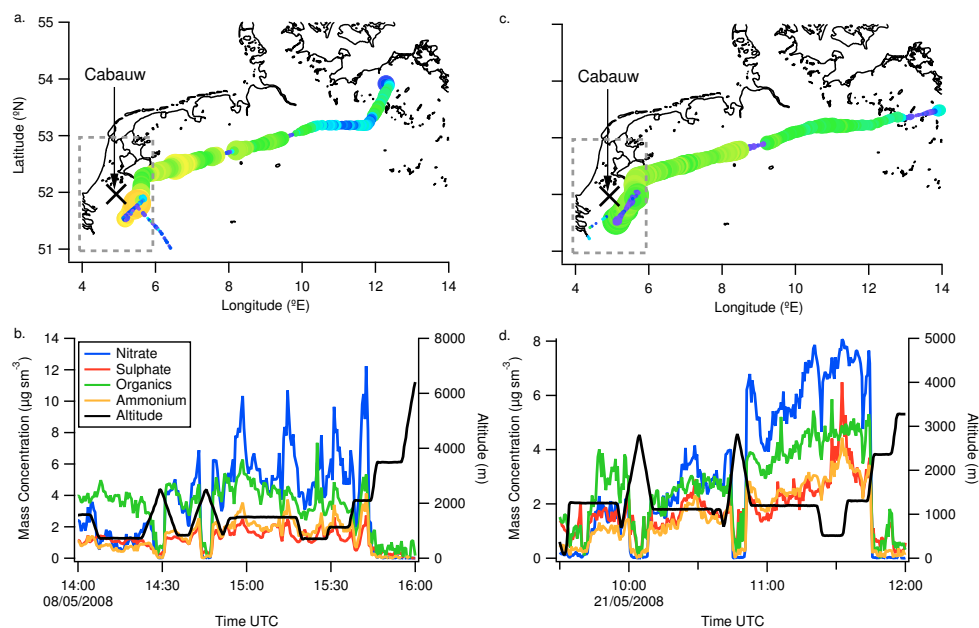 a.
55
54
53
52
51
Latitude (ºN)
Cabauw
4
6
8
10
12
14
Longitude (ºE)
c.
Cabauw
4
6
8
10
12
14
Longitude (ºE)
b.
14
12
10
8
6
4
2
0
Mass Concentration (µg sm-3)
Nitrate
Sulphate
Organics
Ammonium
Altitude
8000
6000
4000
2000
0
Altitude (m)
14:00
14:30
15:00
15:30
16:00
08/05/2008
Time UTC
d.
8
6
4
2
0
Mass Concentration (µg sm-3)
5000
4000
3000
2000
1000
0
Altitude (m)
10:00
11:00
12:00
21/05/2008
Time UTC